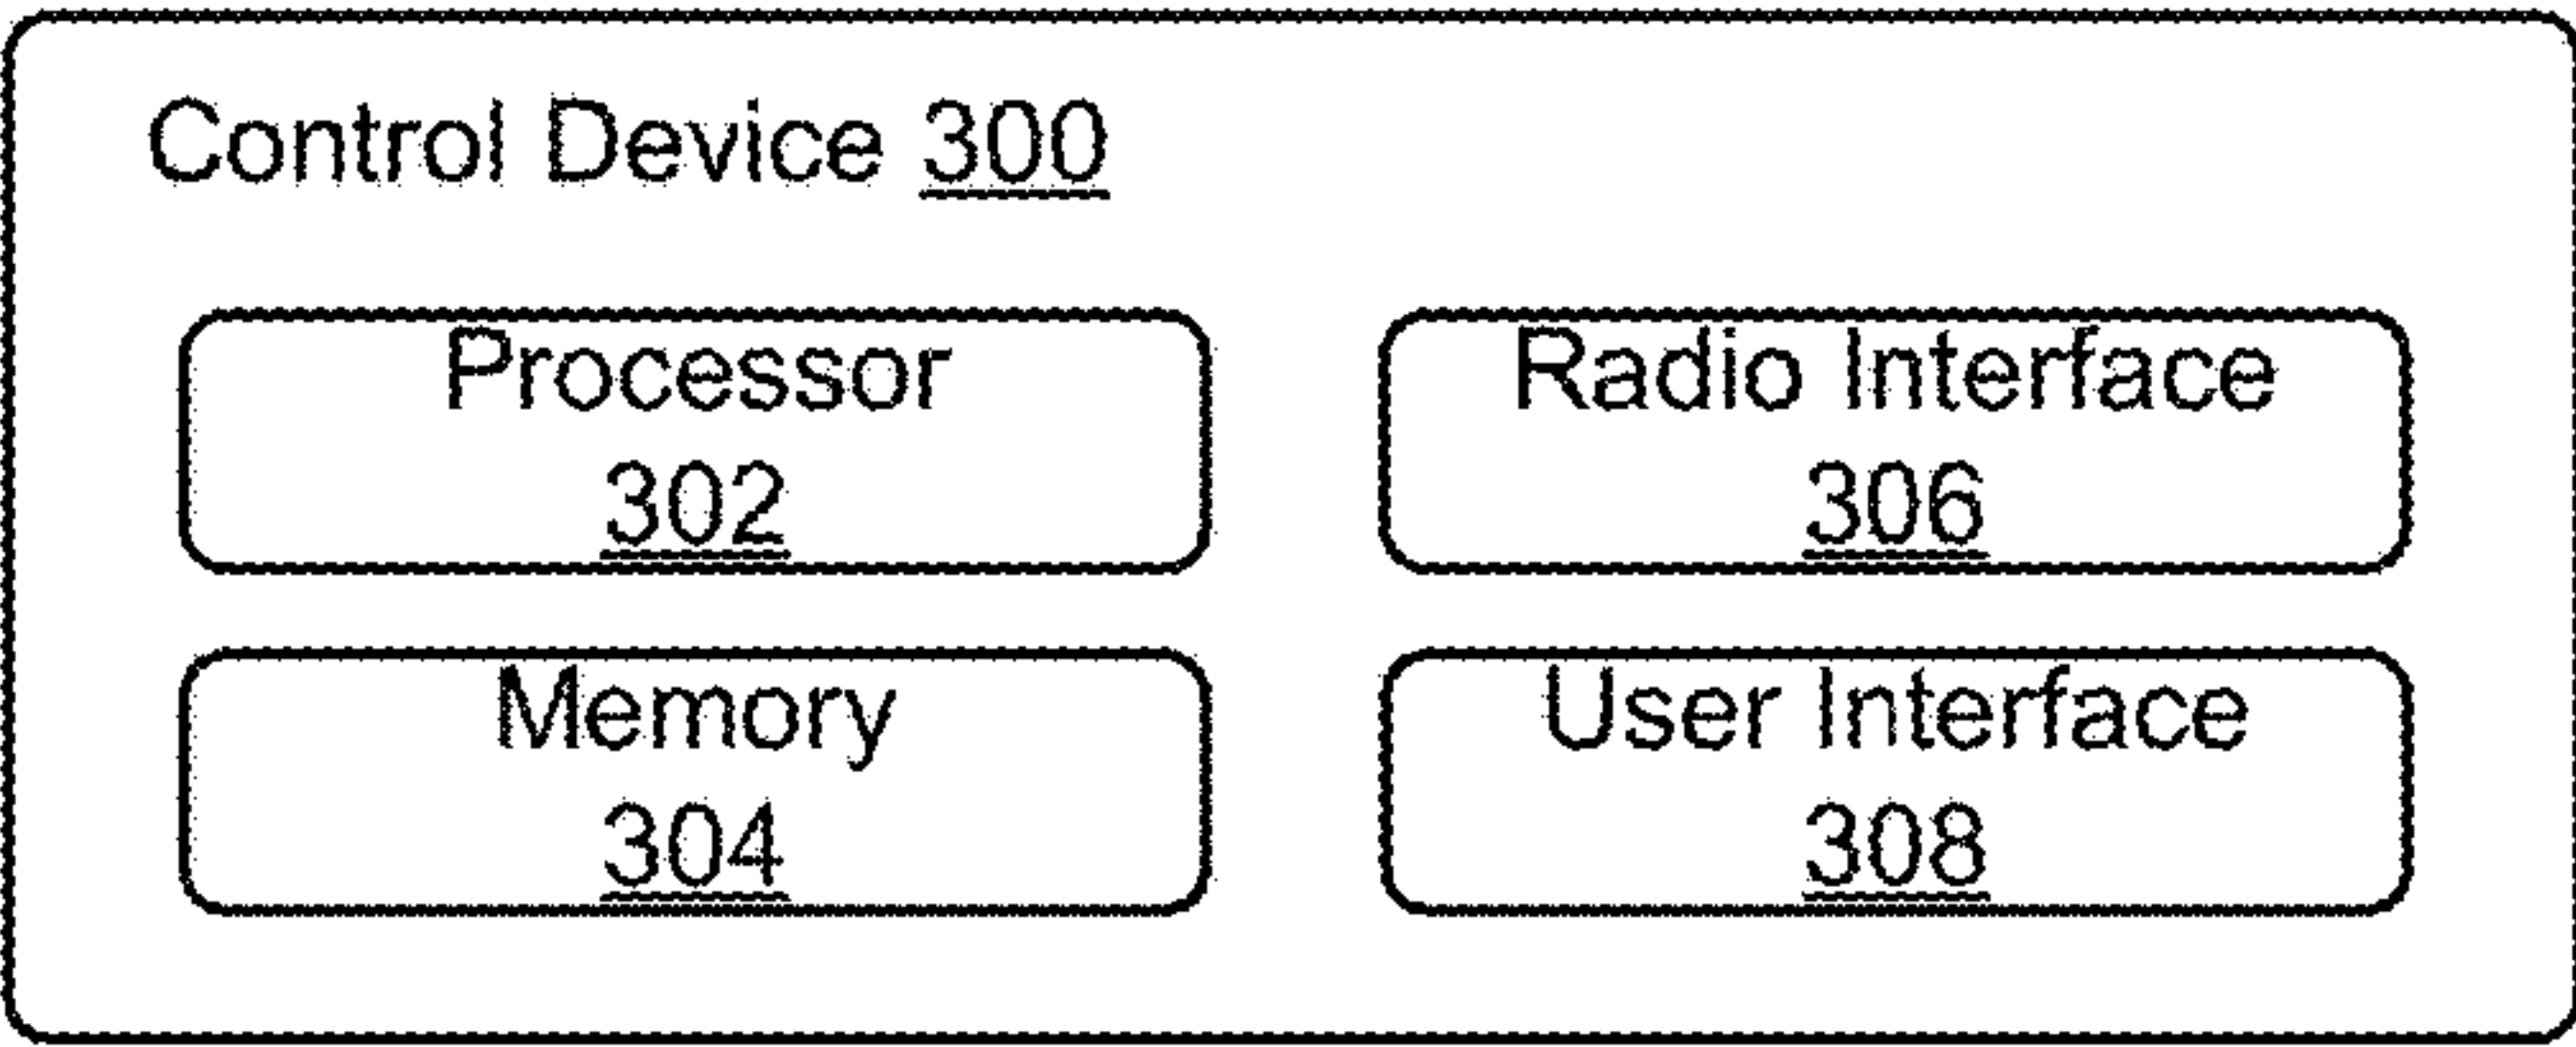 Control Device 300
Processor
302
Radio Interface
306
Memory
304
User Interface
308